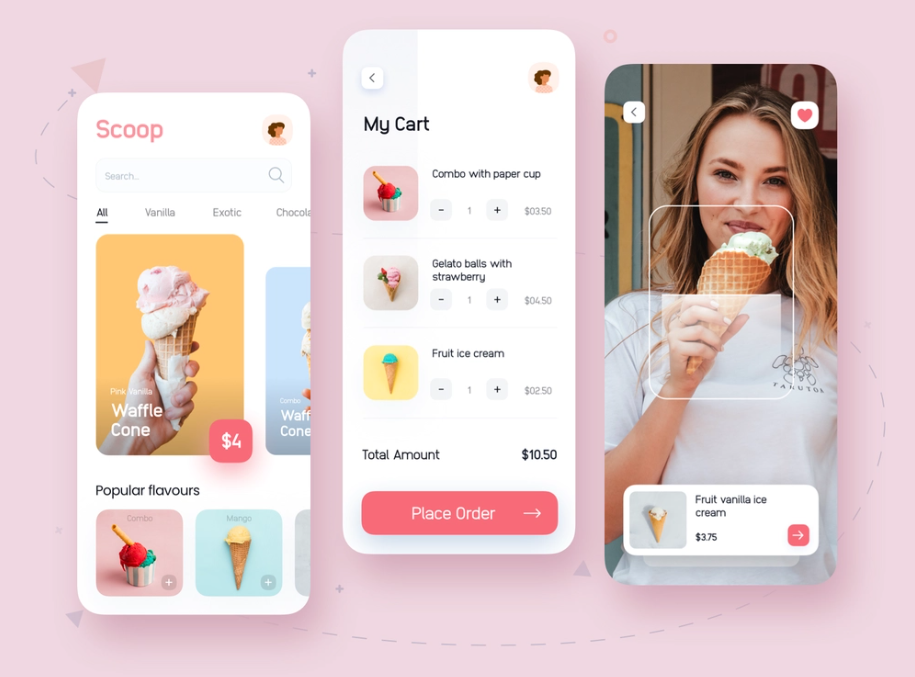 Scoop
Search..
All Vanilla Exotic Chocola
Pink Vanilla
Waffle
Cone
$4
Combo
Waff
Cone
Popular flavours
Combo
Mango
My Cart
Combo with paper cup
- 1 + $03.50
Gelato balls with
strawberry
- 1 + $04.50
Fruit ice cream
- 1 + $02.50
Total Amount $10.50
Place Order
Fruit vanilla ice
cream
$3.75